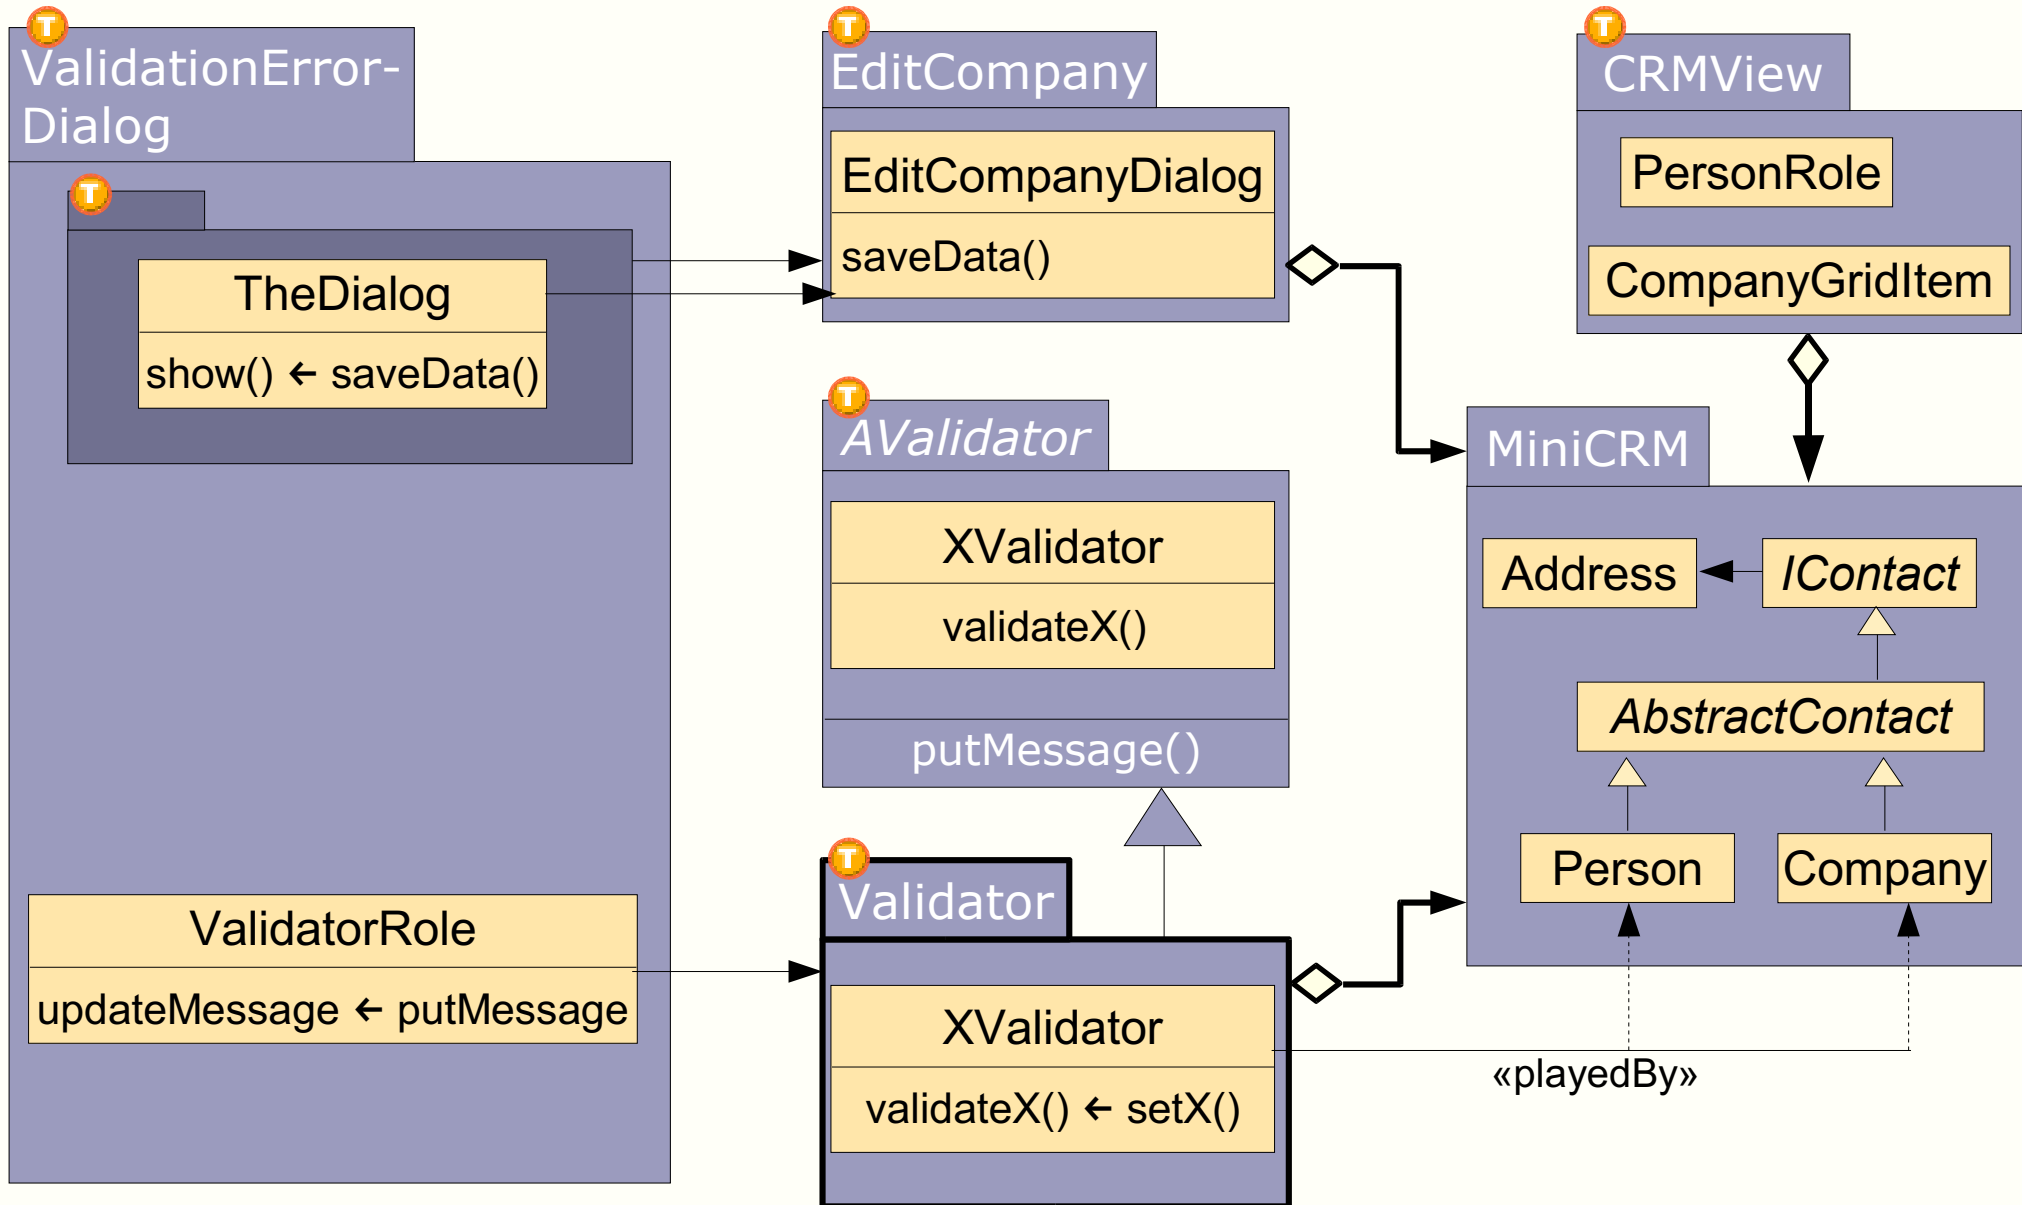 T
ValidationError-
Dialog
T
TheDialog
show() ← saveData()
ValidatorRole
updateMessage ← putMessage
T
EditCompany
EditCompanyDialog
saveData()
T
AValidator
XValidator
validateX()
putMessage()
T
Validator
XValidator
validateX() ← setX()
T
CRMView
PersonRole
CompanyGridItem
MiniCRM
Address
IContact
AbstractContact
Person
Company
«playedBy»